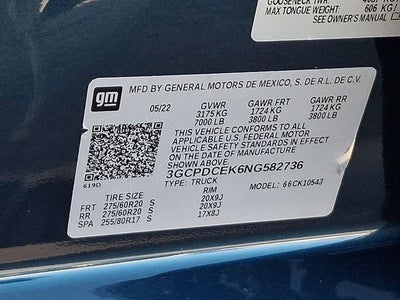 GOOSENECK TWR:
MAX TONGUE WEIGHT: 606 KG/
SEE OWNER'S MANUAL
gm
MFD BY GENERAL MOTORS DE MEXICO, S. DE R.L. DE C.V.
05/22 GVWR GAWR FRT GAWR RR
3175 KG 1724 KG 1724 KG
7000 LB 3800 LB 3800 LB
THIS VEHICLE CONFORMS TO ALL
APPLICABLE U.S. FEDERAL MOTOR
VEHICLE SAFETY STANDARDS IN EFFECT
ON THE DATE OF MANUFACTURE
SHOWN ABOVE.
3GCPDCEK6NG582736
619D
TYPE: TRUCK MODEL: 66CK10543
TIRE SIZE RIM
FRT 275/60R20 S 20X9J
RR 275/60R20 S 20X9J
SPA 255/80R17 S 17X8J